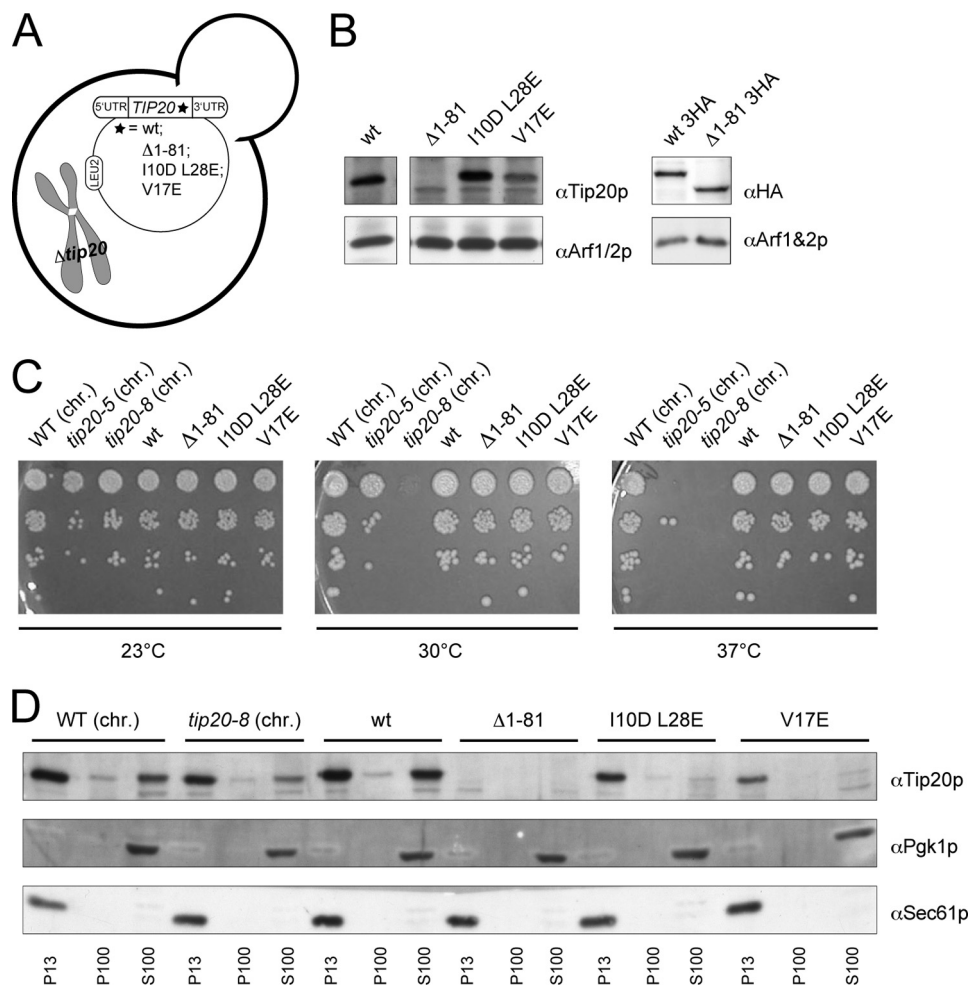 A
5'UTR TIP20★ 3'UTR
★ = wt;
Δ1-81;
I10D L28E;
V17E
LEU2
Δtip20
B
wt Δ1-81 I10D L28E V17E wt 3HA Δ1-81 3HA
αTip20p αHA
αArf1/2p αArf1&2p
C
WT (chr.) tip20-5 (chr.) tip20-8 (chr.) wt Δ1-81 I10D L28E V17E WT (chr.) tip20-5 (chr.) tip20-8 (chr.) wt Δ1-81 I10D L28E V17E WT (chr.) tip20-5 (chr.) tip20-8 (chr.) wt Δ1-81 I10D L28E V17E
23°C 30°C 37°C
D
WT (chr.) tip20-8 (chr.) wt Δ1-81 I10D L28E V17E
αTip20p
αPgk1p
αSec61p
P13 P100 S100 P13 P100 S100 P13 P100 S100 P13 P100 S100 P13 P100 S100 P13 P100 S100